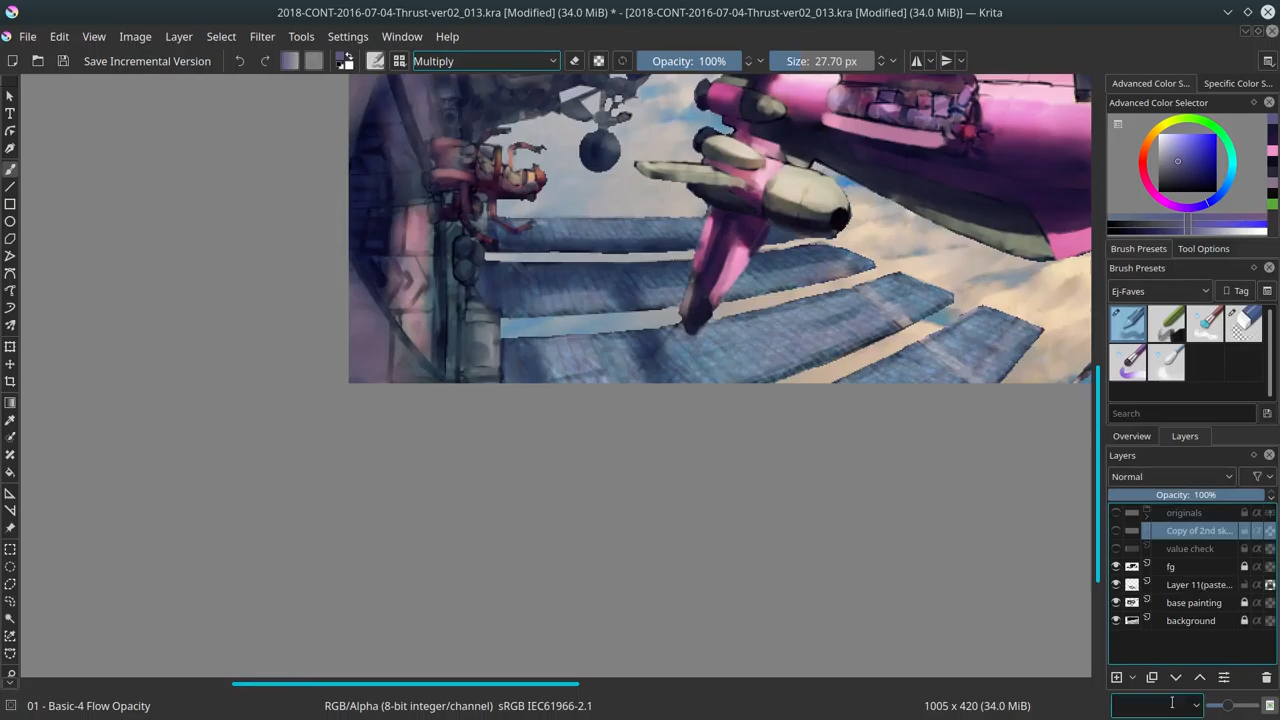 2018-CONT-2016-07-04-Thrust-ver02_013.kra [Modified] (34.0 MiB) * - [2018-CONT-2016-07-04-Thrust-ver02_013.kra [Modified] (34.0 MiB)] — Krita
File Edit View Image Layer Select Filter Tools Settings Window Help
Save Incremental Version Multiply Opacity: 100% Size: 27.70 px
Advanced Color S... Specific Color S...
Advanced Color Selector
Brush Presets Tool Options
Brush Presets
Ej-Faves Tag
Search
Overview Layers
Layers
Normal
Opacity: 100%
originals
Copy of 2nd sk...
value check
fg
Layer 11(paste...
base painting
background
01 - Basic-4 Flow Opacity RGB/Alpha (8-bit integer/channel) sRGB IEC61966-2.1 1005 x 420 (34.0 MiB)